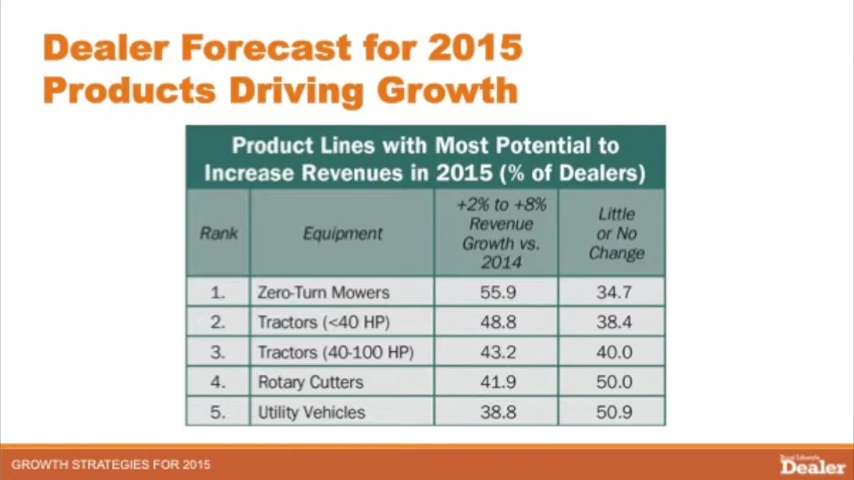 Dealer Forecast for 2015
Products Driving Growth
Product Lines with Most Potential to
Increase Revenues in 2015 (% of Dealers)
Rank Equipment +2% to +8% Revenue Growth vs. 2014 Little or No Change
1. Zero-Turn Mowers 55.9 34.7
2. Tractors (<40 HP) 48.8 38.4
3. Tractors (40-100 HP) 43.2 40.0
4. Rotary Cutters 41.9 50.0
5. Utility Vehicles 38.8 50.9
GROWTH STRATEGIES FOR 2015
Dealer